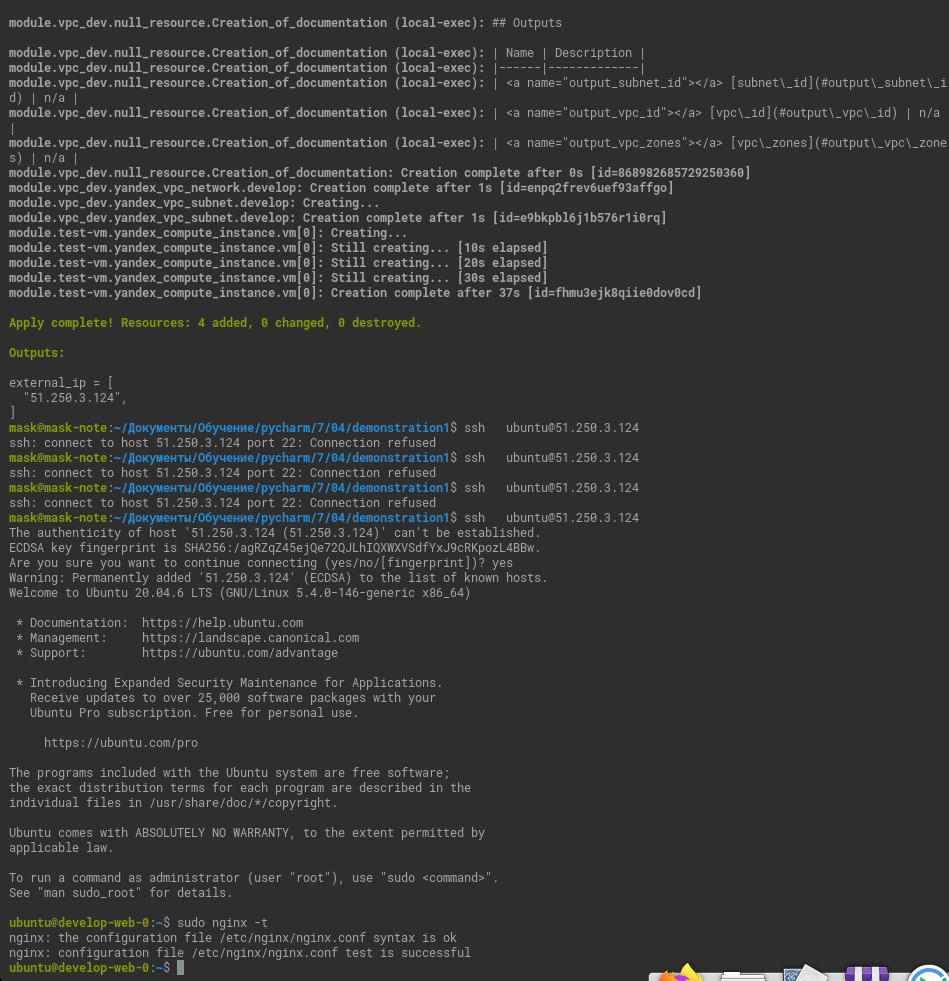 module.vpc_dev.null_resource.Creation_of_documentation (local-exec): ## Outputs
module.vpc_dev.null_resource.Creation_of_documentation (local-exec): | Name | Description |
module.vpc_dev.null_resource.Creation_of_documentation (local-exec): |------|-------------|
module.vpc_dev.null_resource.Creation_of_documentation (local-exec): | <a name="output_subnet_id"></a> [subnet\_id](#output\_subnet\_i
d) | n/a |
module.vpc_dev.null_resource.Creation_of_documentation (local-exec): | <a name="output_vpc_id"></a> [vpc\_id](#output\_vpc\_id) | n/a
|
module.vpc_dev.null_resource.Creation_of_documentation (local-exec): | <a name="output_vpc_zones"></a> [vpc\_zones](#output\_vpc\_zone
s) | n/a |
module.vpc_dev.null_resource.Creation_of_documentation: Creation complete after 0s [id=868982685729250360]
module.vpc_dev.yandex_vpc_network.develop: Creation complete after 1s [id=enpq2frev6uef93affgo]
module.vpc_dev.yandex_vpc_subnet.develop: Creating...
module.vpc_dev.yandex_vpc_subnet.develop: Creation complete after 1s [id=e9bkpbl6j1b576r1i0rq]
module.test-vm.yandex_compute_instance.vm[0]: Creating...
module.test-vm.yandex_compute_instance.vm[0]: Still creating... [10s elapsed]
module.test-vm.yandex_compute_instance.vm[0]: Still creating... [20s elapsed]
module.test-vm.yandex_compute_instance.vm[0]: Still creating... [30s elapsed]
module.test-vm.yandex_compute_instance.vm[0]: Creation complete after 37s [id=fhmu3ejk8qiie0dov0cd]
Apply complete! Resources: 4 added, 0 changed, 0 destroyed.
Outputs:
external_ip = [
"51.250.3.124",
]
mask@mask-note:~/Документы/Обучение/pycharm/7/04/demonstration1$ ssh   ubuntu@51.250.3.124
ssh: connect to host 51.250.3.124 port 22: Connection refused
mask@mask-note:~/Документы/Обучение/pycharm/7/04/demonstration1$ ssh   ubuntu@51.250.3.124
ssh: connect to host 51.250.3.124 port 22: Connection refused
mask@mask-note:~/Документы/Обучение/pycharm/7/04/demonstration1$ ssh   ubuntu@51.250.3.124
ssh: connect to host 51.250.3.124 port 22: Connection refused
mask@mask-note:~/Документы/Обучение/pycharm/7/04/demonstration1$ ssh   ubuntu@51.250.3.124
The authenticity of host '51.250.3.124 (51.250.3.124)' can't be established.
ECDSA key fingerprint is SHA256:/agRZqZ45ejQe72QJLhIQXWXVSdfYxJ9cRKpozL4BBw.
Are you sure you want to continue connecting (yes/no/[fingerprint])? yes
Warning: Permanently added '51.250.3.124' (ECDSA) to the list of known hosts.
Welcome to Ubuntu 20.04.6 LTS (GNU/Linux 5.4.0-146-generic x86_64)
* Documentation:  https://help.ubuntu.com
* Management:     https://landscape.canonical.com
* Support:        https://ubuntu.com/advantage
* Introducing Expanded Security Maintenance for Applications.
Receive updates to over 25,000 software packages with your
Ubuntu Pro subscription. Free for personal use.
https://ubuntu.com/pro
The programs included with the Ubuntu system are free software;
the exact distribution terms for each program are described in the
individual files in /usr/share/doc/*/copyright.
Ubuntu comes with ABSOLUTELY NO WARRANTY, to the extent permitted by
applicable law.
To run a command as administrator (user "root"), use "sudo <command>".
See "man sudo_root" for details.
ubuntu@develop-web-0:~$ sudo nginx -t
nginx: the configuration file /etc/nginx/nginx.conf syntax is ok
nginx: configuration file /etc/nginx/nginx.conf test is successful
ubuntu@develop-web-0:~$